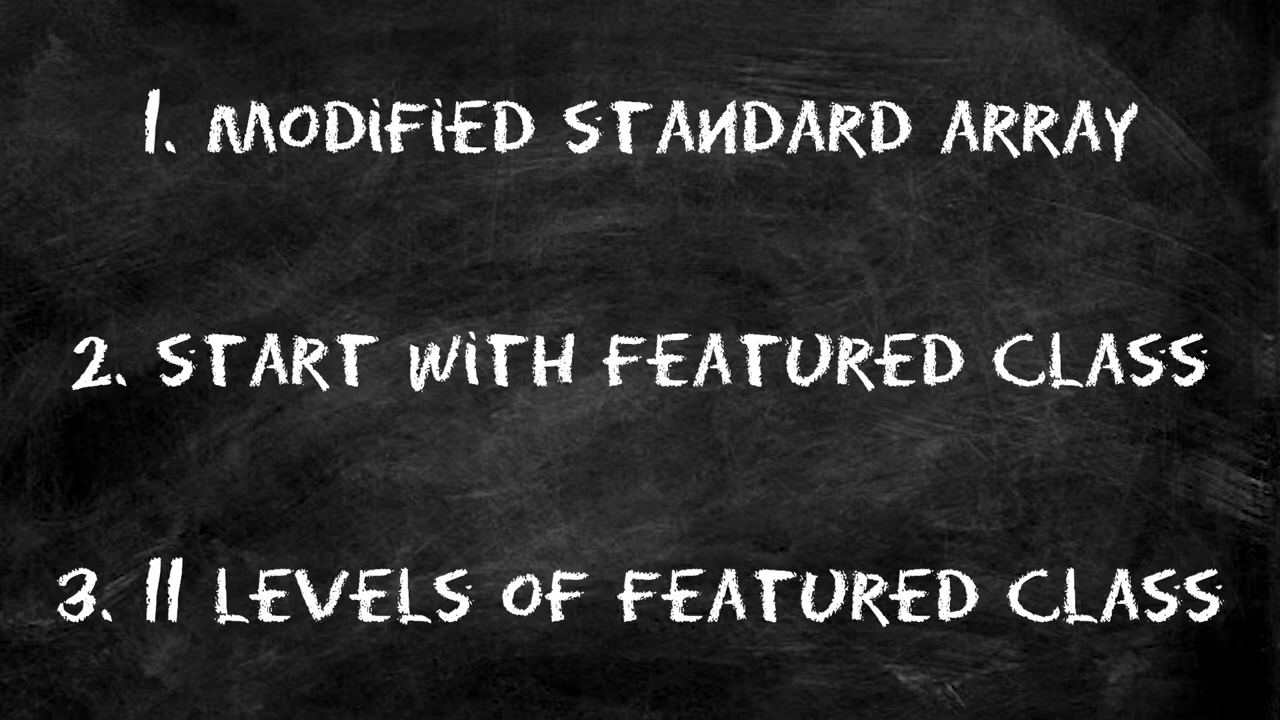 1. MODiFiED STANDARD ARRAY
2. START WiTH FEATURED CLASS
3. 11 LEVELS OF FEATURED CLASS